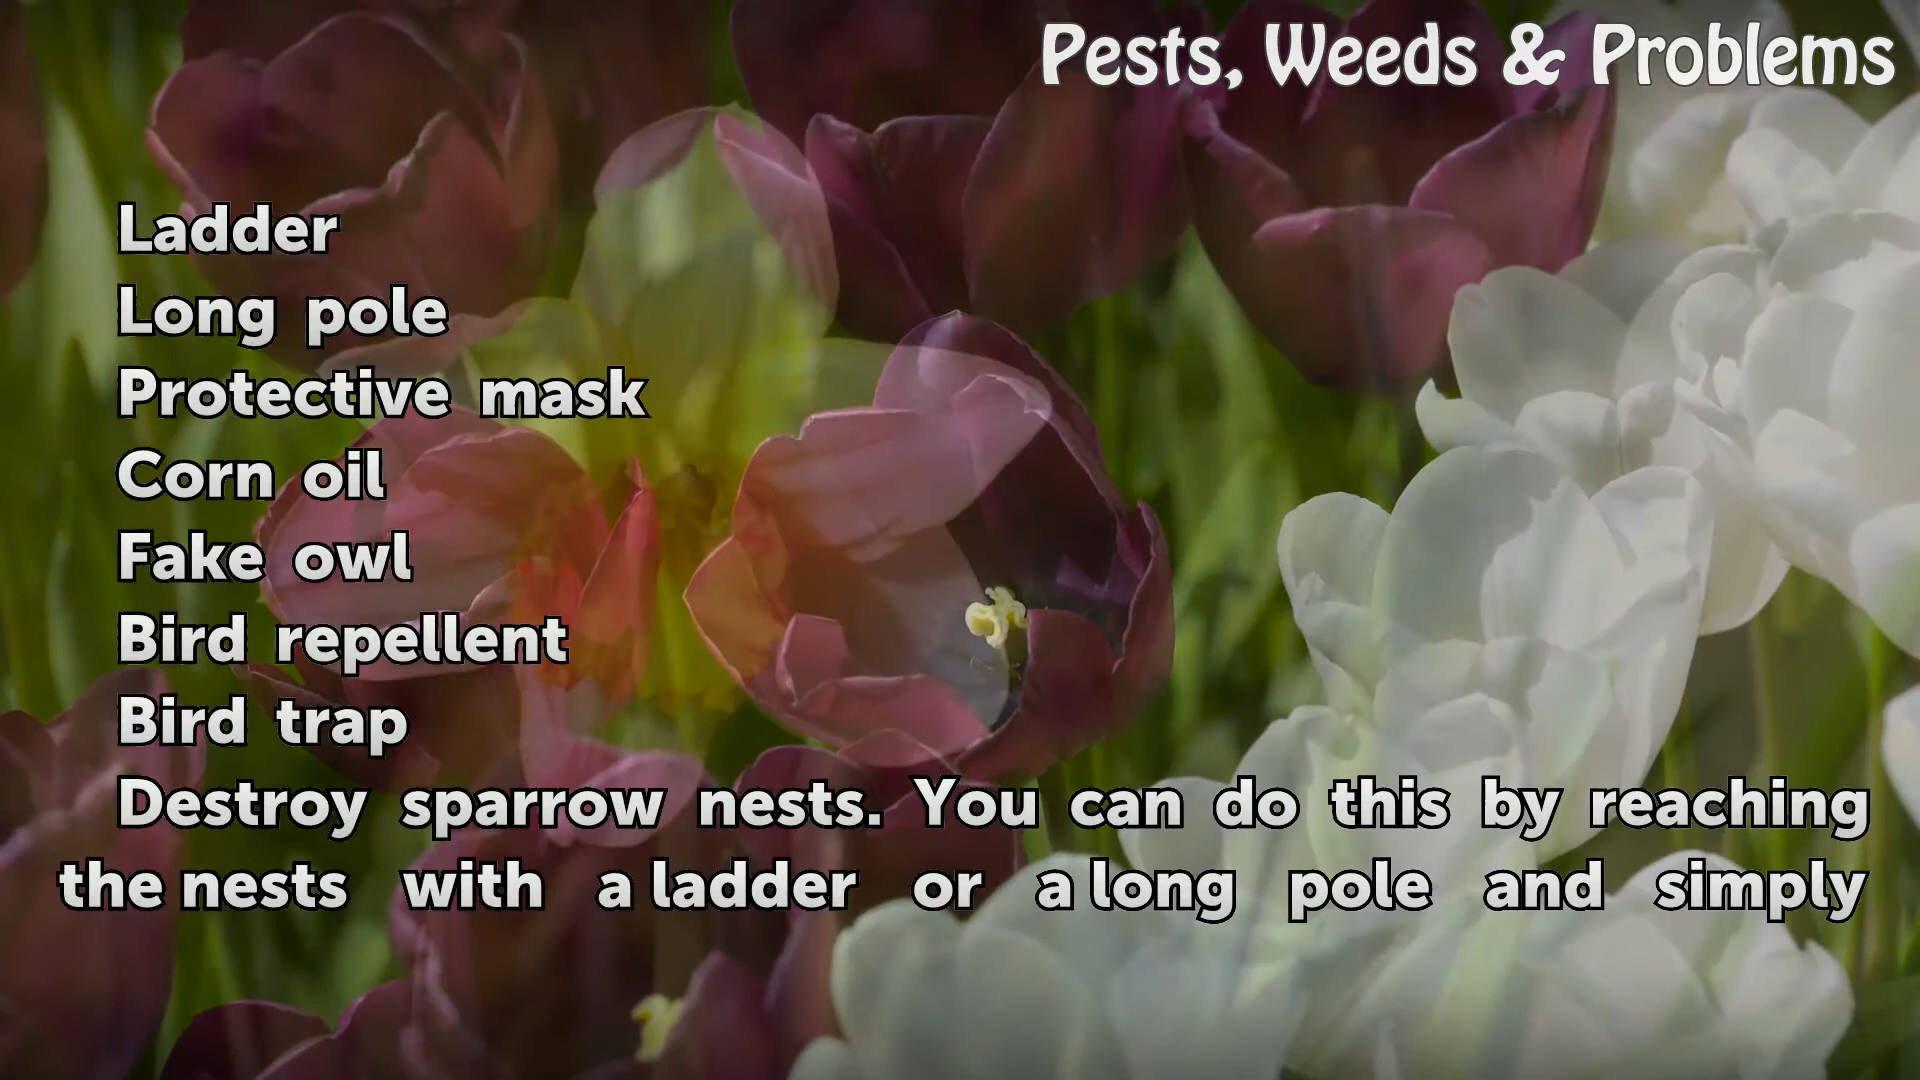 Pests, Weeds & Problems
Ladder
Long pole
Protective mask
Corn oil
Fake owl
Bird repellent
Bird trap
Destroy sparrow nests. You can do this by reaching
the nests with a ladder or a long pole and simply